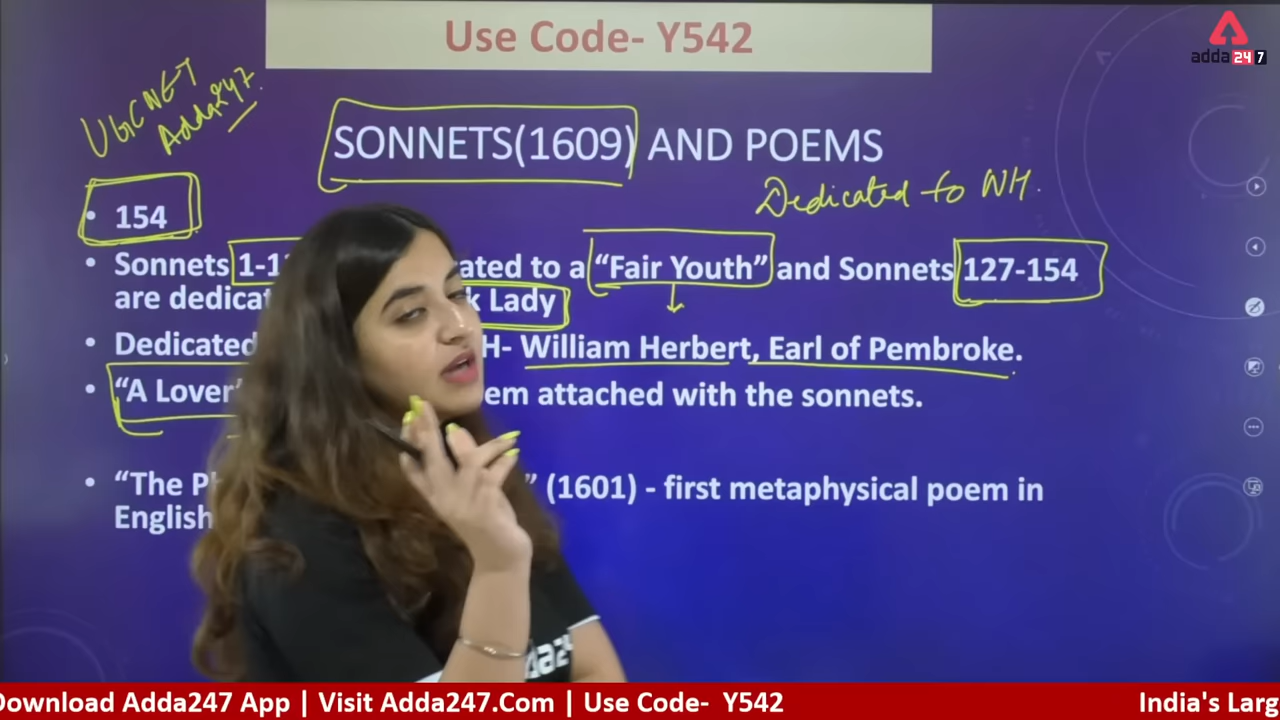 Use Code- Y542
adda247
UGC NET
Adda247.
SONNETS(1609) AND POEMS
Dedicated to WH.
• 154
• Sonnets 1-1 ated to a “Fair Youth” and Sonnets 127-154
are dedicat k Lady
• Dedicated H- William Herbert, Earl of Pembroke.
• “A Lover’ em attached with the sonnets.
• “The Ph ” (1601) - first metaphysical poem in
English
da24
Download Adda247 App | Visit Adda247.Com | Use Code- Y542 India's Larg